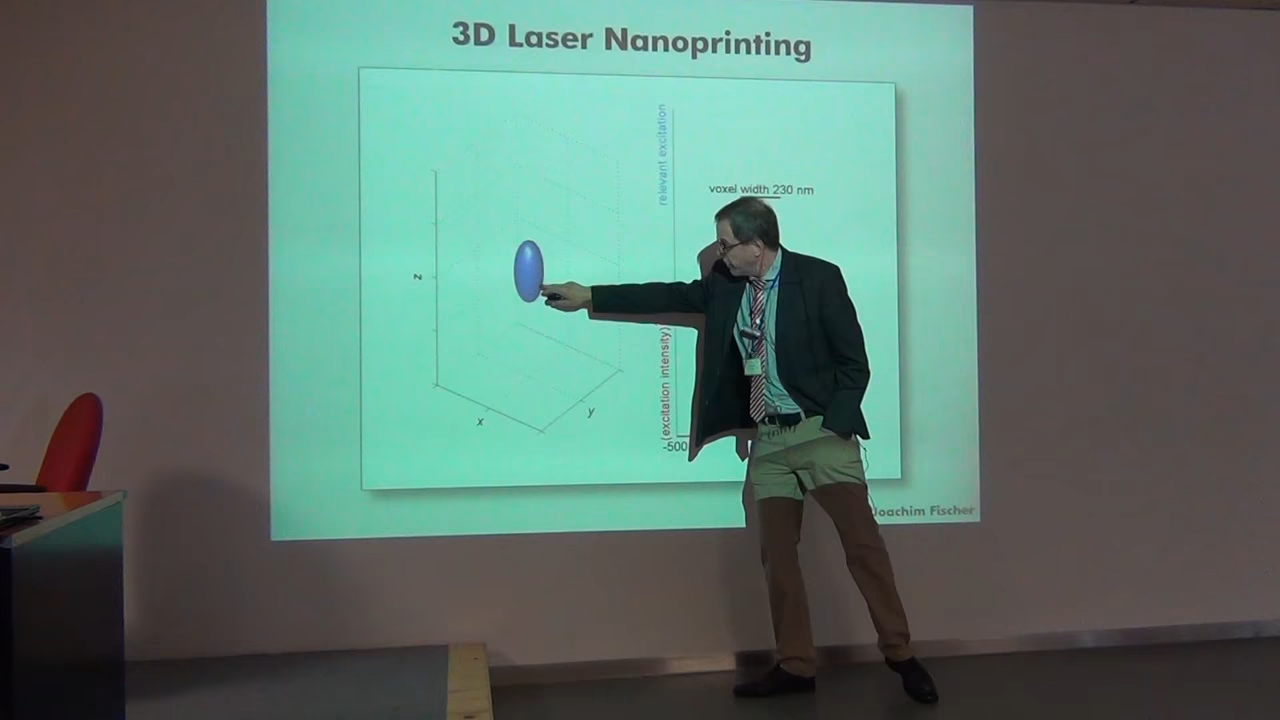 3D Laser Nanoprinting
relevant excitation
voxel width 230 nm
z
(excitation intensity)
x
y
-500
Joachim Fischer